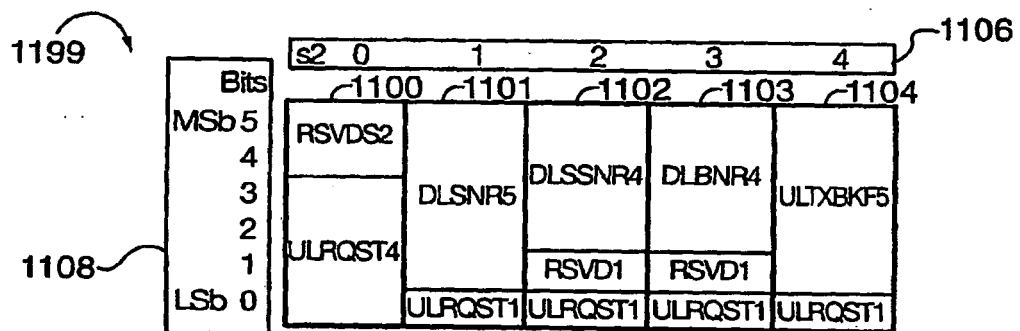 1199
1106
s2 0 1 2 3 4
Bits 1100 1101 1102 1103 1104
MSb 5
RSVDS2
4
DLSSNR4 DLBNR4
3
DLSNR5 ULTXBKF5
2
ULRQST4
1108
1 RSVD1 RSVD1
LSb 0 ULRQST1 ULRQST1 ULRQST1 ULRQST1